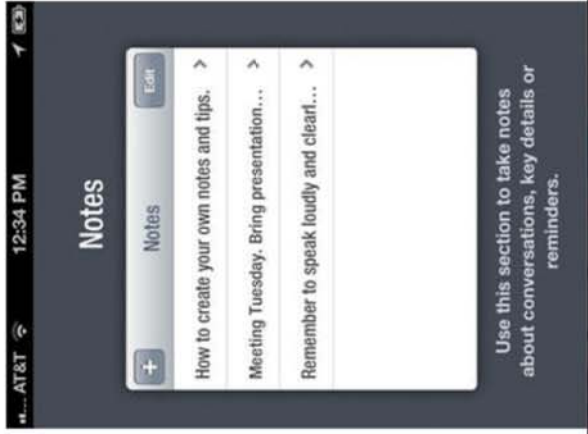 AT&T 12:34 PM
Notes
+ Notes Edit
How to create your own notes and tips. >
Meeting Tuesday. Bring presentation... >
Remember to speak loudly and clearl... >
Use this section to take notes
about conversations, key details or
reminders.